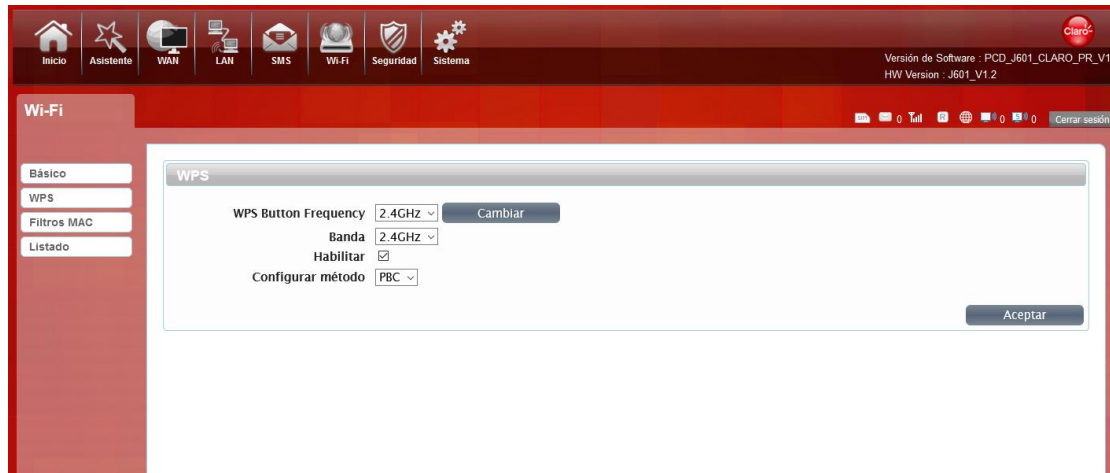 Claro
Inicio Asistente WAN LAN SMS Wi-Fi Seguridad Sistema
Versión de Software : PCD_J601_CLARO_PR_V1
HW Version : J601_V1.2
Wi-Fi
SIM 0 R 0 S 0 Cerrar sesión
Básico
WPS
Filtros MAC
Listado
WPS
WPS Button Frequency 2.4GHz Cambiar
Banda 2.4GHz
Habilitar
Configurar método PBC
Aceptar